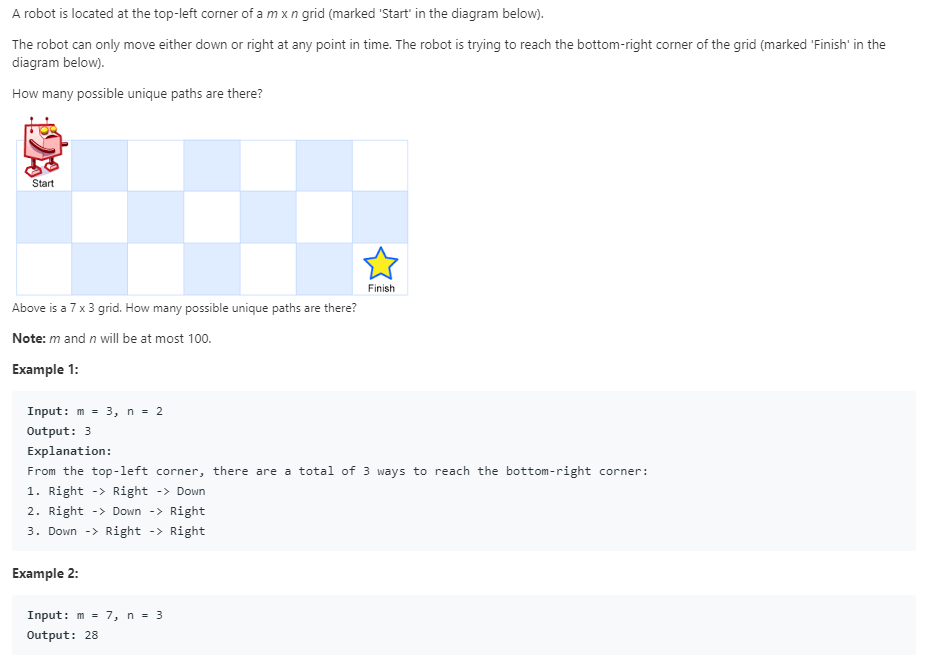 A robot is located at the top-left corner of a m x n grid (marked 'Start' in the diagram below).
The robot can only move either down or right at any point in time. The robot is trying to reach the bottom-right corner of the grid (marked 'Finish' in the
diagram below).
How many possible unique paths are there?
Start
Finish
Above is a 7 x 3 grid. How many possible unique paths are there?
Note: m and n will be at most 100.
Example 1:
Input: m = 3, n = 2
Output: 3
Explanation:
From the top-left corner, there are a total of 3 ways to reach the bottom-right corner:
1. Right -> Right -> Down
2. Right -> Down -> Right
3. Down -> Right -> Right
Example 2:
Input: m = 7, n = 3
Output: 28